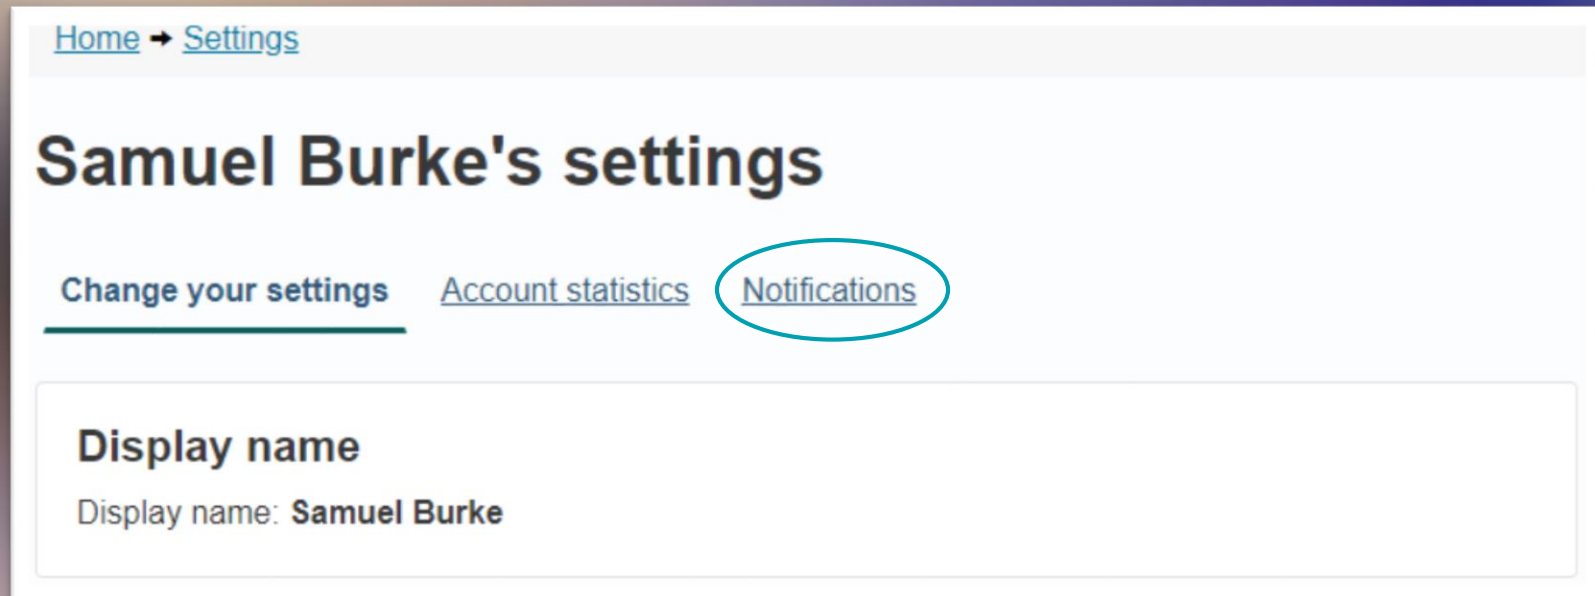 Home → Settings
Samuel Burke's settings
Change your settings Account statistics Notifications
Display name
Display name: Samuel Burke